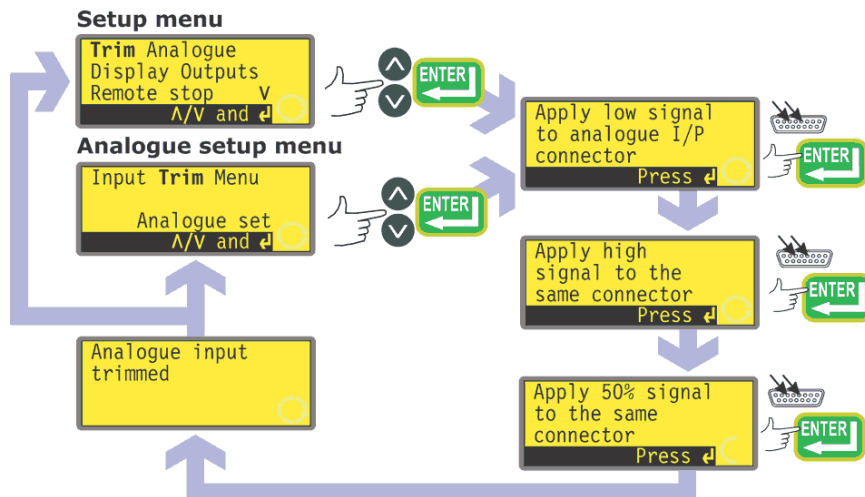 Setup menu
Trim Analogue
Display Outputs
Remote stop V
Λ/V and ↲
ENTER
Analogue setup menu
Input Trim Menu
Analogue set
Λ/V and ↲
ENTER
Apply low signal
to analogue I/P
connector
Press ↲
ENTER
Apply high
signal to the
same connector
Press ↲
ENTER
Apply 50% signal
to the same
connector
Press ↲
ENTER
Analogue input
trimmed